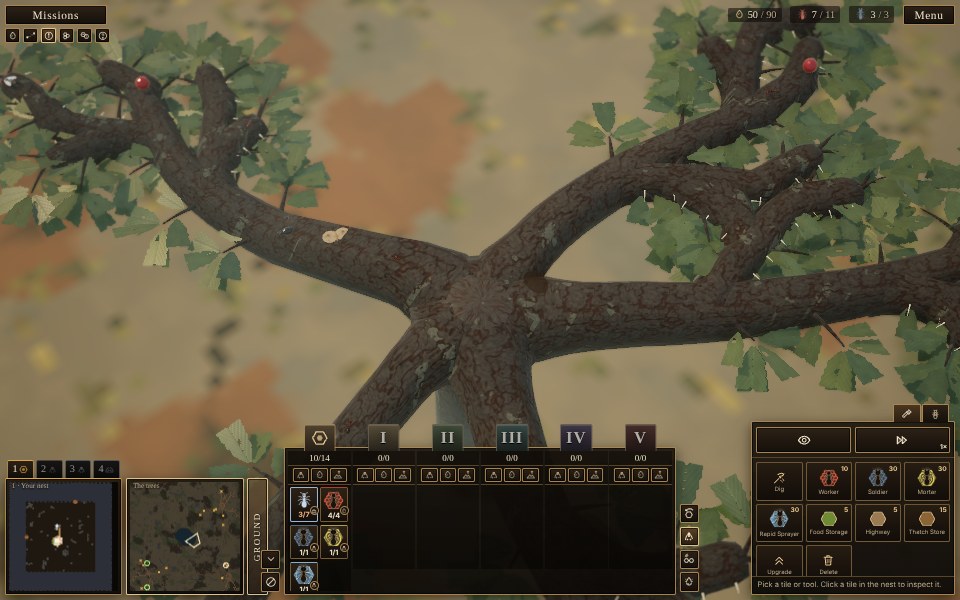 Missions
50 / 90
7 / 11
3 / 3
Menu
I
II
III
IV
V
10/14
0/0
0/0
0/0
0/0
0/0
1
2
3
4
1 - Your nest
The trees
GROUND
3/7
4/4
1/1
1/1
1/1
1×
10
30
30
Dig
Worker
Soldier
Mortar
30
5
5
15
Rapid Sprayer
Food Storage
Highway
Thatch Store
Upgrade
Delete
Pick a tile or tool. Click a tile in the nest to inspect it.